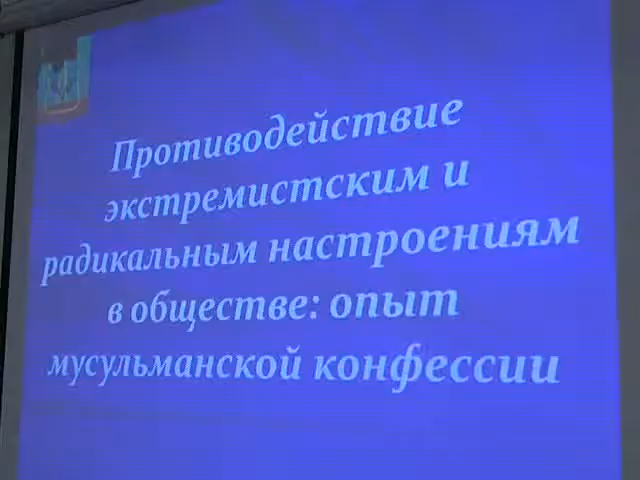 Противодействие
экстремистским и
радикальным настроениям
в обществе: опыт
мусульманской конфессии